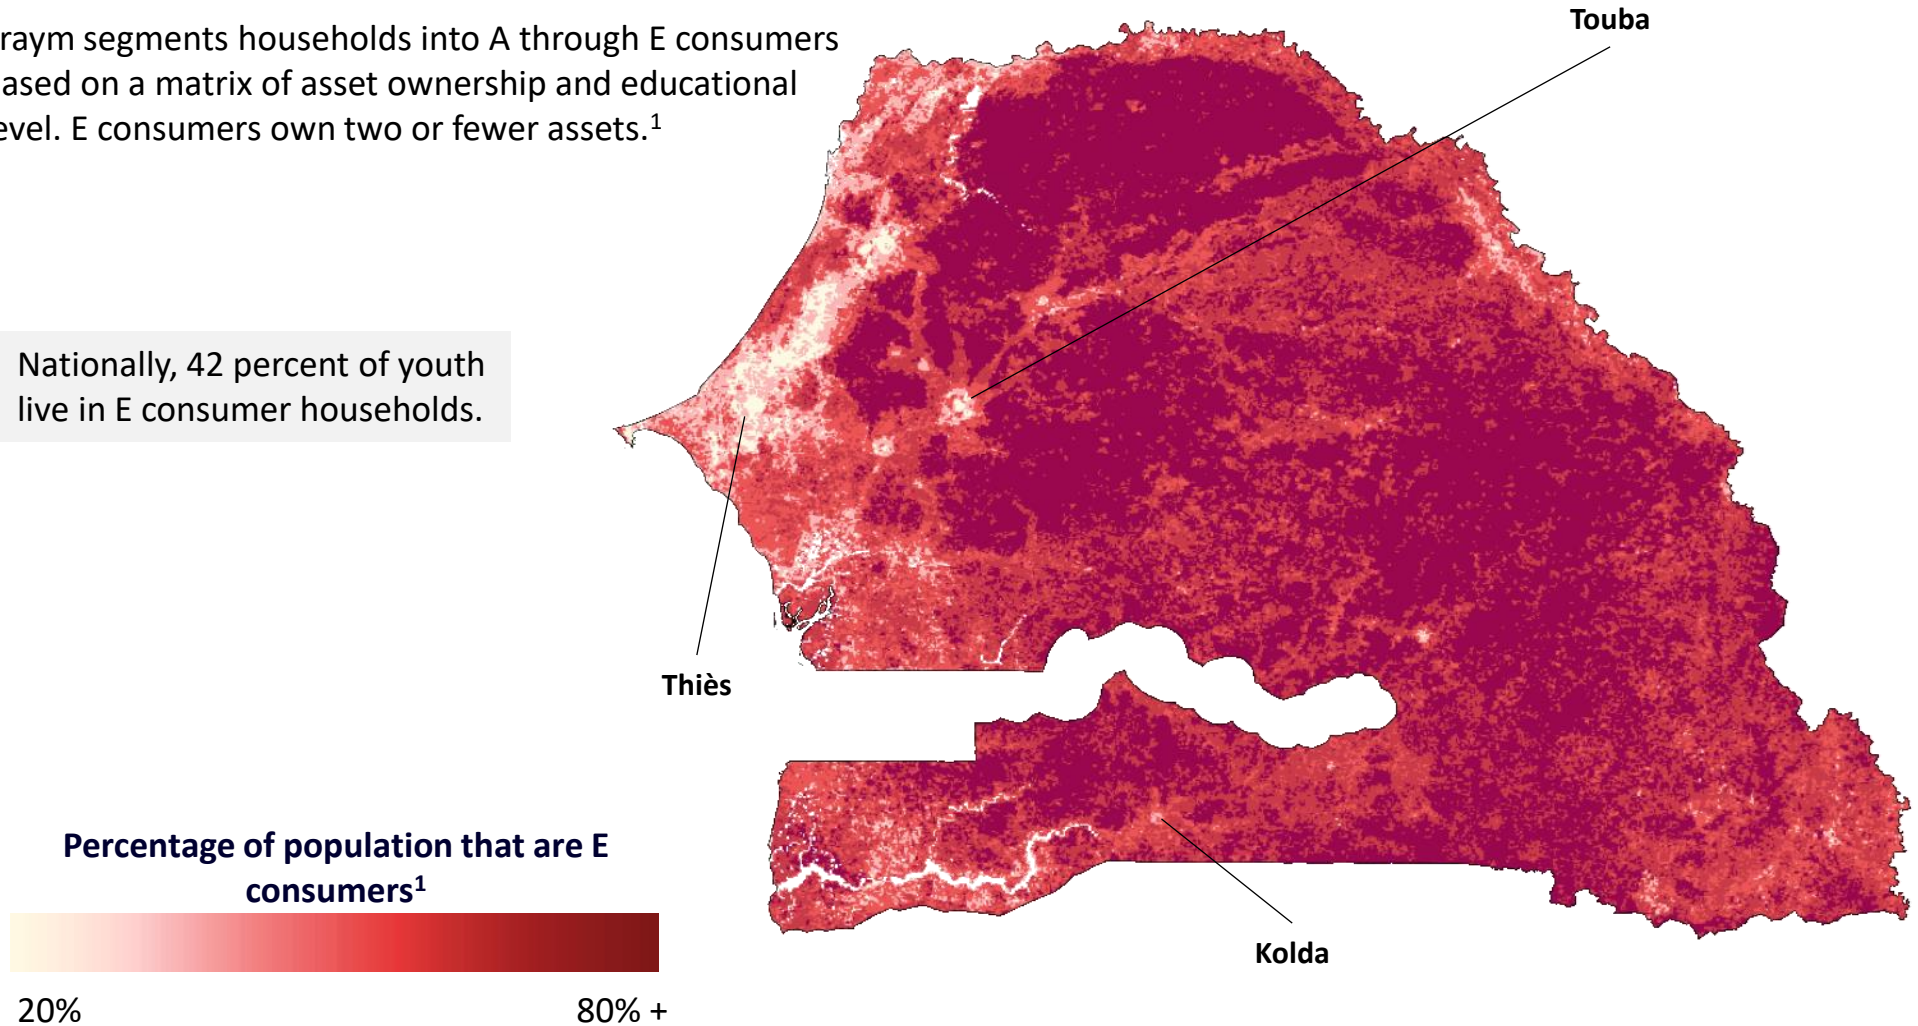 raym segments households into A through E consumers
ased on a matrix of asset ownership and educational
evel. E consumers own two or fewer assets.¹
Touba
Nationally, 42 percent of youth
live in E consumer households.
Thiès
Percentage of population that are E
consumers¹
20%
80% +
Kolda